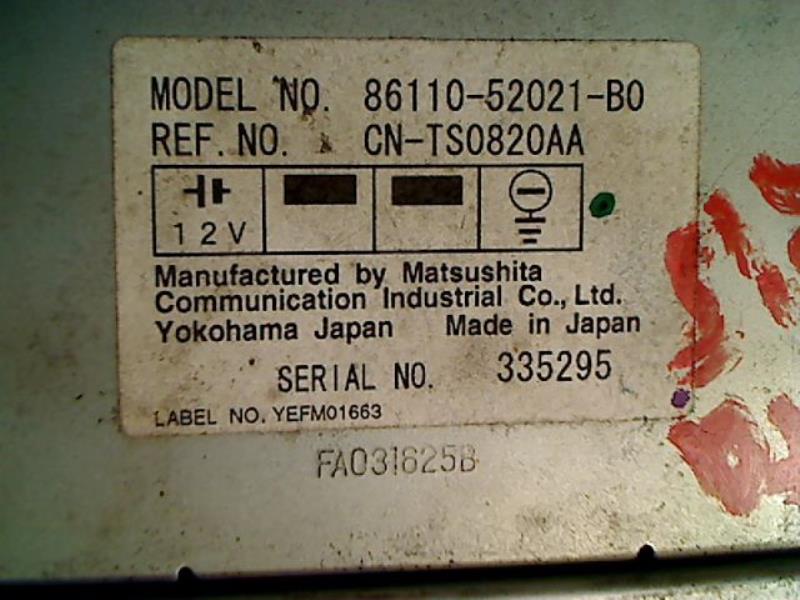 MODEL NO. 86110-52021-B0
REF. NO. CN-TS0820AA
12V
Manufactured by Matsushita
Communication Industrial Co., Ltd.
Yokohama Japan Made in Japan
SERIAL NO. 335295
LABEL NO. YEFM01663
FA031625B